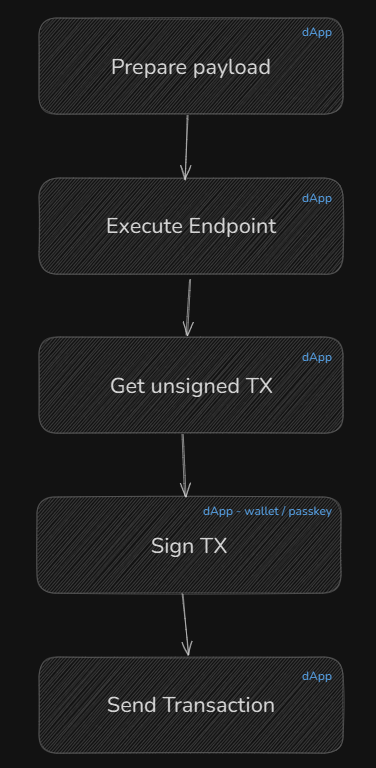 dApp
Prepare payload
dApp
Execute Endpoint
dApp
Get unsigned TX
dApp - wallet / passkey
Sign TX
dApp
Send Transaction